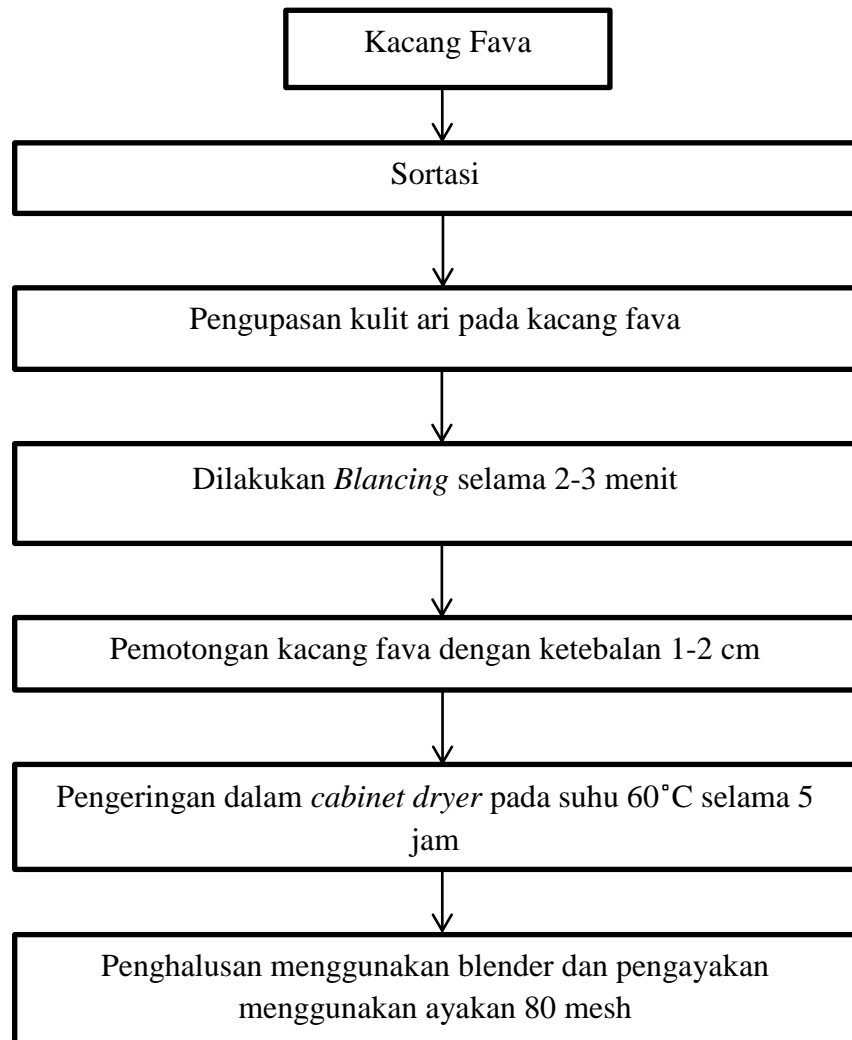 Kacang Fava
Sortasi
Pengupasan kulit ari pada kacang fava
Dilakukan Blancing selama 2-3 menit
Pemotongan kacang fava dengan ketebalan 1-2 cm
Pengeringan dalam cabinet dryer pada suhu 60˚C selama 5
jam
Penghalusan menggunakan blender dan pengayakan
menggunakan ayakan 80 mesh